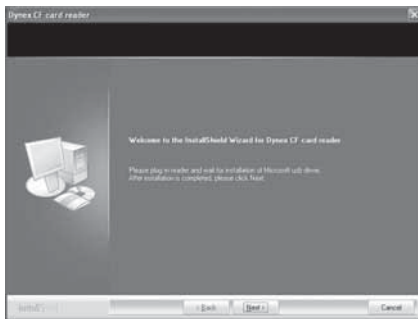 Dynex CF card reader
Welcome to the InstallShield Wizard for Dynex CF card reader
Please plug in reader and wait for installation of Microsoft usb driver.
After installation is completed, please click Next
InstallShield
< Back
Next >
Cancel